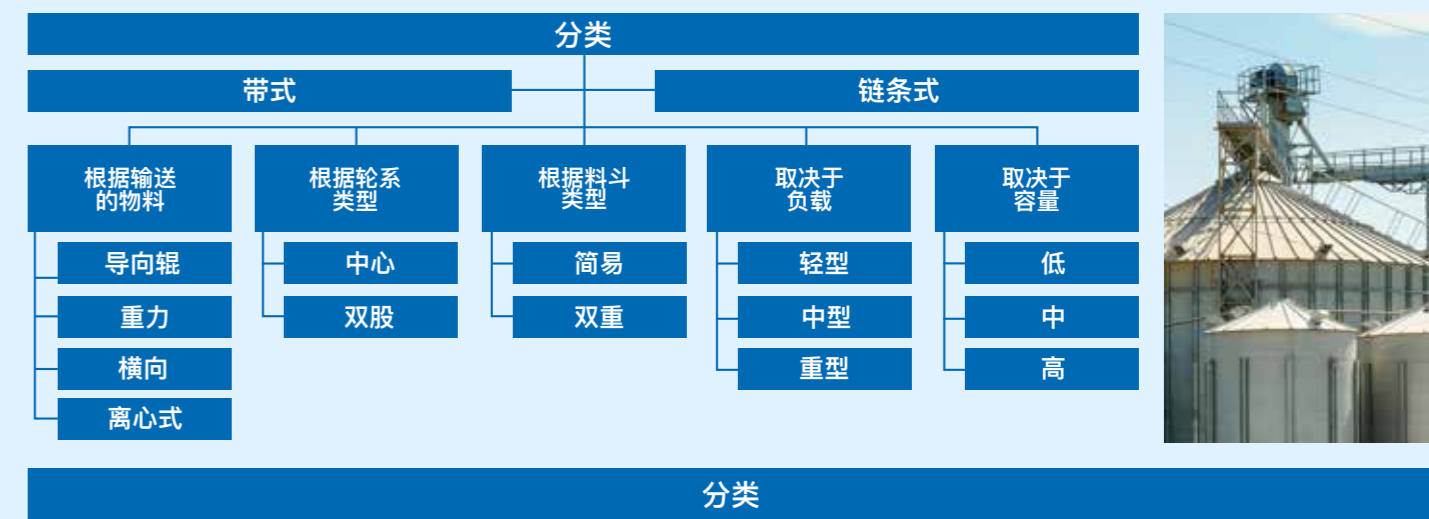 分类
带式
链条式
根据输送
的物料
根据轮系
类型
根据料斗
类型
取决于
负载
取决于
容量
导向辊
中心
简易
轻型
低
重力
双股
双重
中型
中
横向
重型
高
离心式
分类